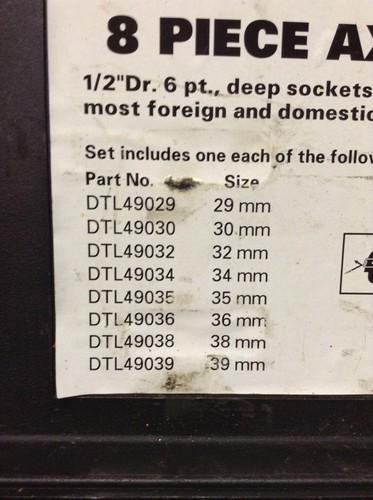 8 PIECE
1/2"Dr. 6 pt., deep sockets
most foreign and domestic
Set includes one each of the
Part No. Size
DTL49029 29 mm
DTL49030 30 mm
DTL49032 32 mm
DTL49034 34 mm
DTL49035 35 mm
DTL49036 36 mm
DTL49038 38 mm
DTL49039 39 mm